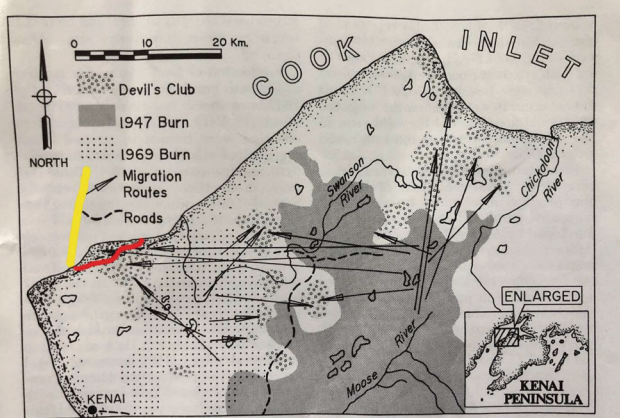 0 10 20 Km.
COOK INLET
Devil's Club
1947 Burn
1969 Burn
Migration
Routes
Roads
NORTH
Swanson
River
Chickaloon
River
Moose River
ENLARGED
KENAI
PENINSULA
KENAI